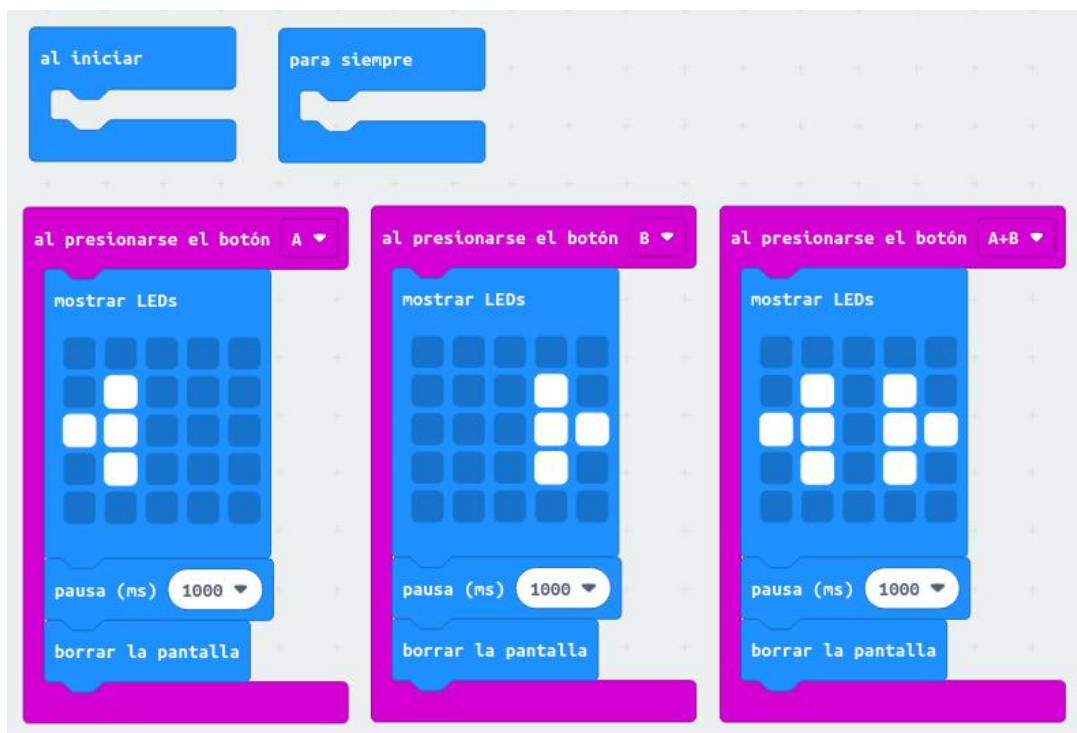 al iniciar
para siempre
al presionarse el botón A
mostrar LEDs
pausa (ms) 1000
borrar la pantalla
al presionarse el botón B
mostrar LEDs
pausa (ms) 1000
borrar la pantalla
al presionarse el botón A+B
mostrar LEDs
pausa (ms) 1000
borrar la pantalla